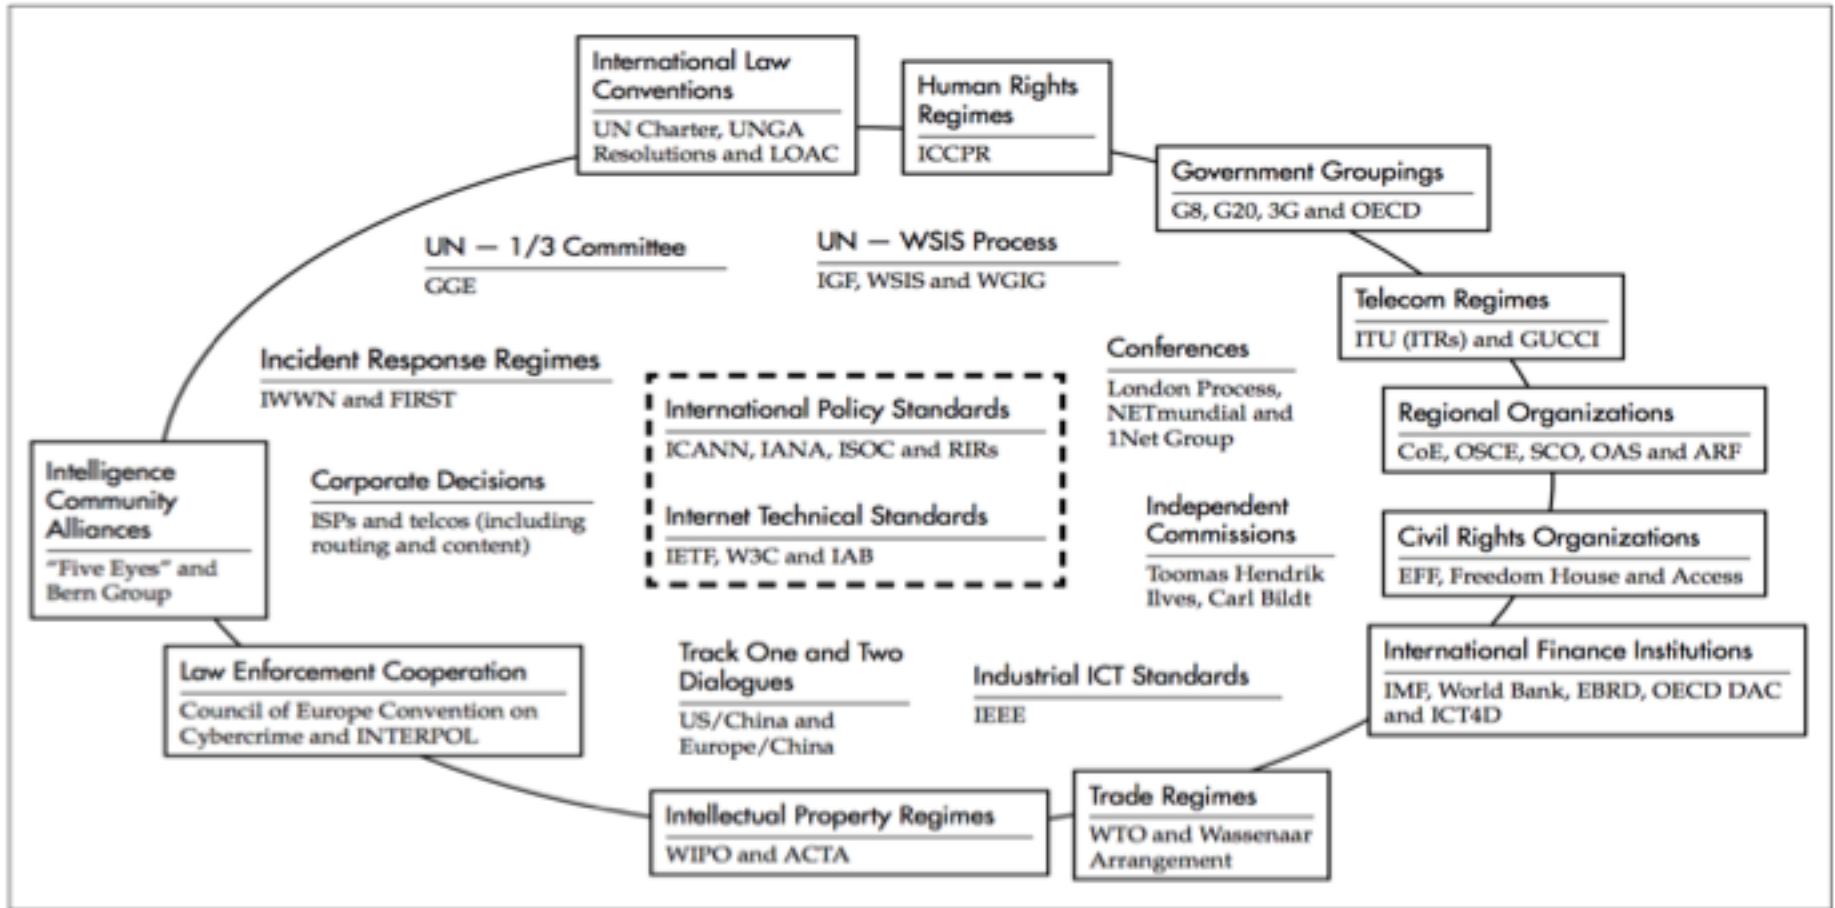 International Law
Conventions
UN Charter, UNGA
Resolutions and LOAC
Human Rights
Regimes
ICCPR
Government Groupings
G8, G20, 3G and OECD
UN — 1/3 Committee
GGE
UN — WSIS Process
IGF, WSIS and WGIG
Telecom Regimes
ITU (ITRs) and GUCCI
Incident Response Regimes
IWWN and FIRST
Conferences
London Process,
NETmundial and
1Net Group
International Policy Standards
ICANN, IANA, ISOC and RIRs
Internet Technical Standards
IETF, W3C and IAB
Regional Organizations
CoE, OSCE, SCO, OAS and ARF
Intelligence
Community
Alliances
"Five Eyes" and
Bern Group
Corporate Decisions
ISPs and telcos (including
routing and content)
Independent
Commissions
Toomas Hendrik
Ilves, Carl Bildt
Civil Rights Organizations
EFF, Freedom House and Access
Law Enforcement Cooperation
Council of Europe Convention on
Cybercrime and INTERPOL
Track One and Two
Dialogues
US/China and
Europe/China
Industrial ICT Standards
IEEE
International Finance Institutions
IMF, World Bank, EBRD, OECD DAC
and ICT4D
Intellectual Property Regimes
WIPO and ACTA
Trade Regimes
WTO and Wassenaar
Arrangement